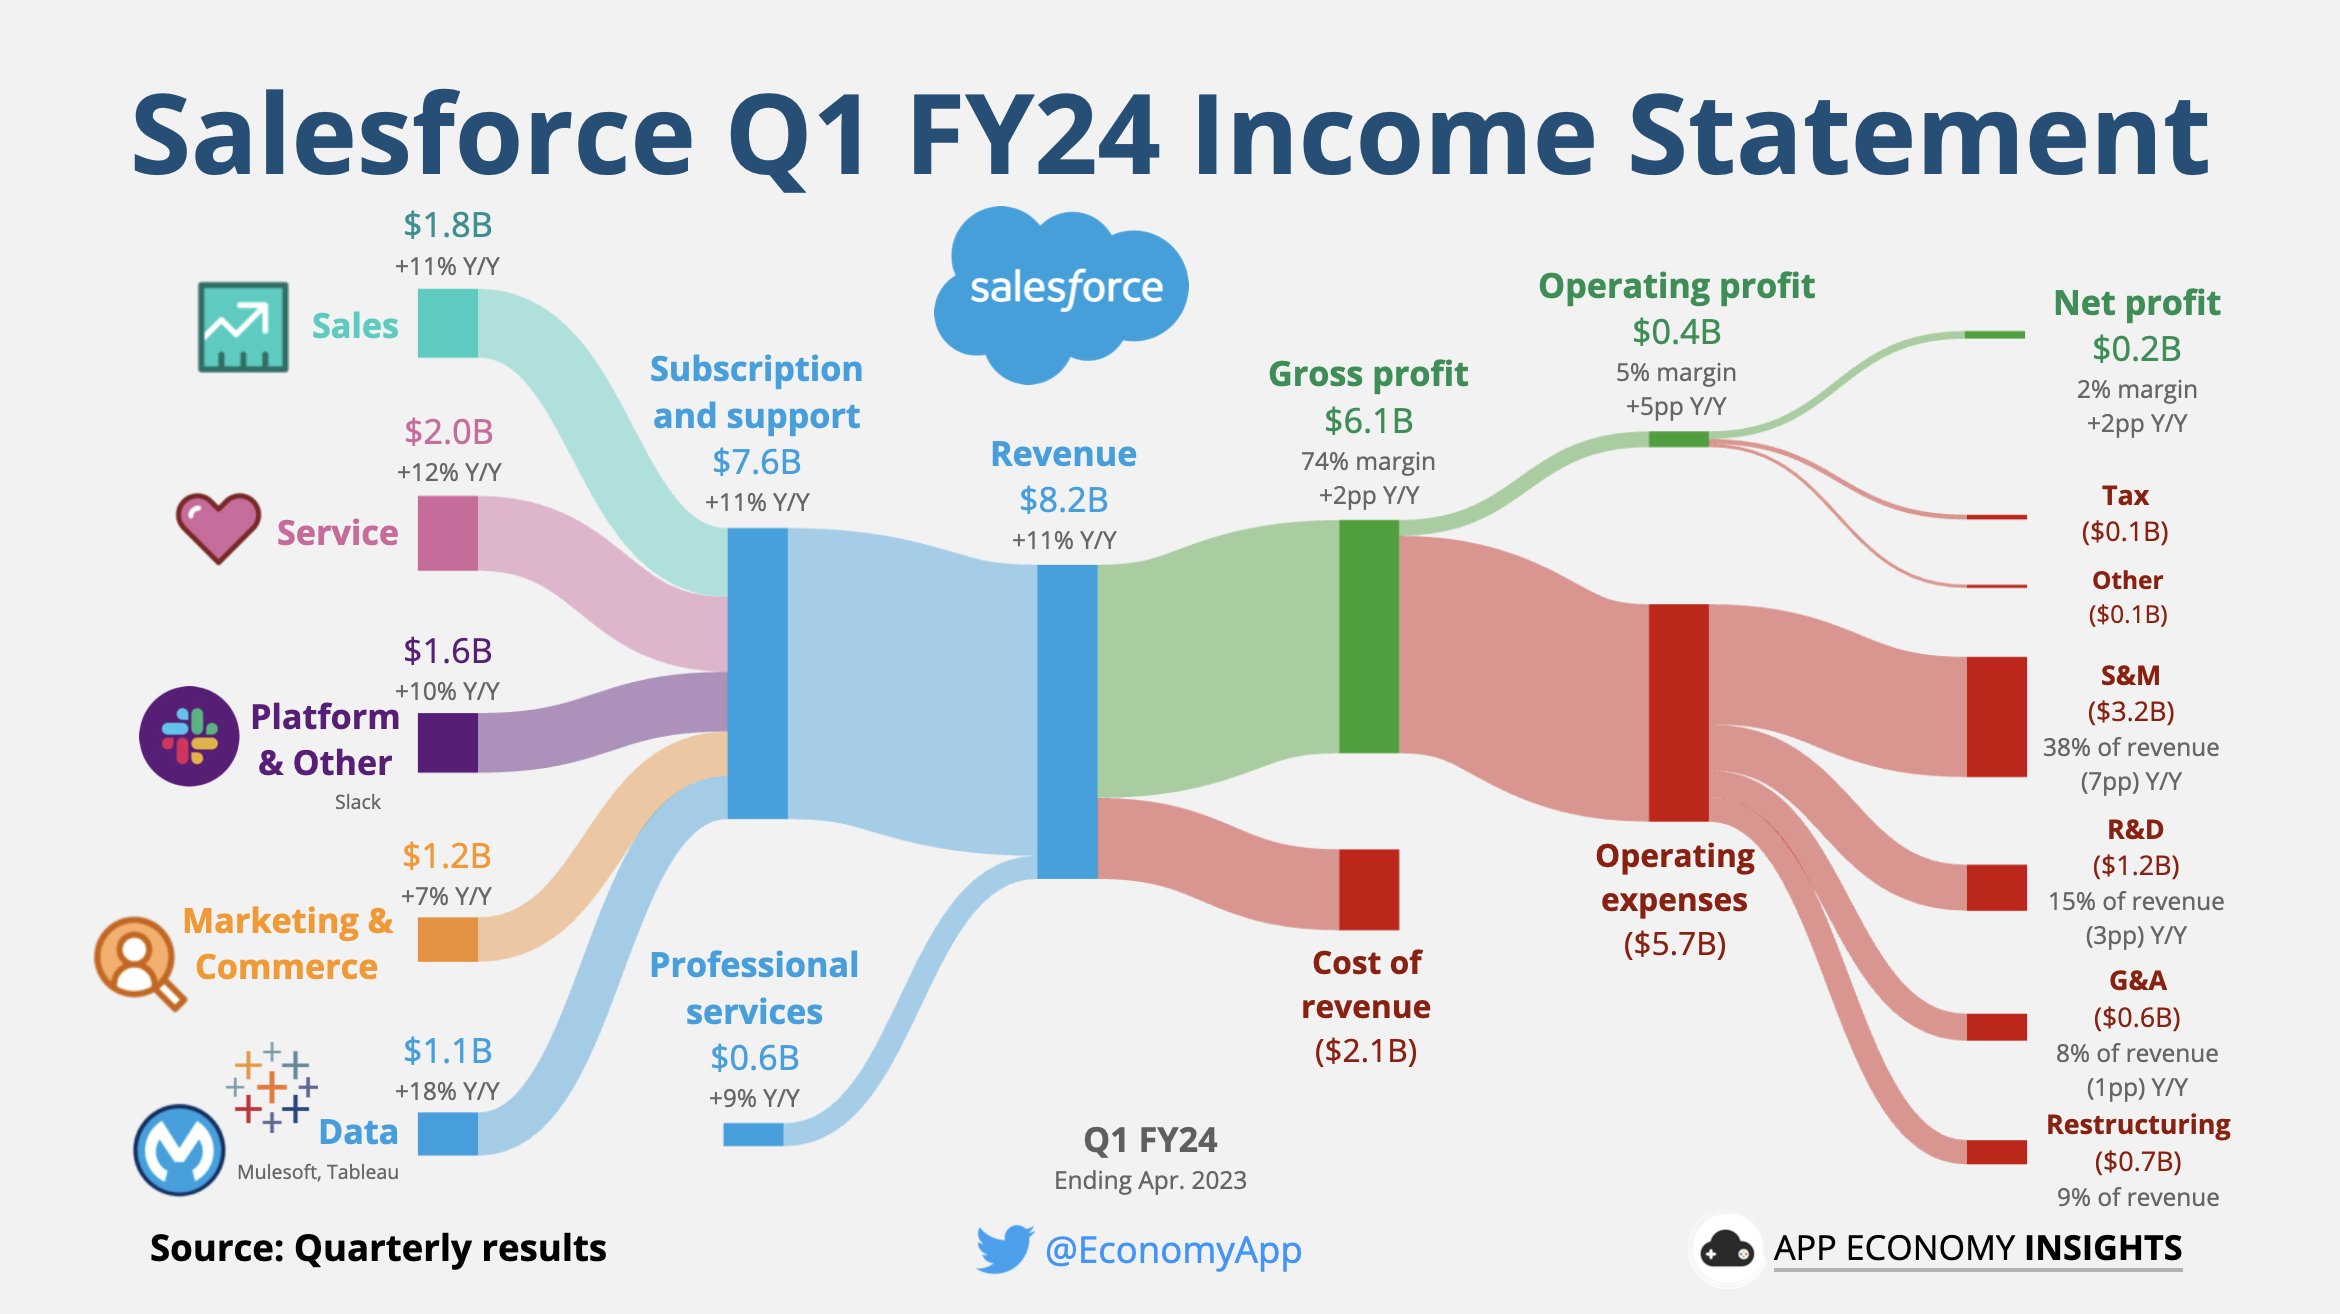 Salesforce Q1 FY24 Income Statement
$1.8B
+11% Y/Y
Sales
$2.0B
+12% Y/Y
Service
$1.6B
+10% Y/Y
Platform
& Other
Slack
$1.2B
+7% Y/Y
Marketing &
Commerce
$1.1B
+18% Y/Y
Data
Mulesoft, Tableau
Subscription
and support
$7.6B
+11% Y/Y
Professional
services
$0.6B
+9% Y/Y
salesforce
Revenue
$8.2B
+11% Y/Y
Gross profit
$6.1B
74% margin
+2pp Y/Y
Cost of
revenue
($2.1B)
Operating profit
$0.4B
5% margin
+5pp Y/Y
Operating
expenses
($5.7B)
Net profit
$0.2B
2% margin
+2pp Y/Y
Tax
($0.1B)
Other
($0.1B)
S&M
($3.2B)
38% of revenue
(7pp) Y/Y
R&D
($1.2B)
15% of revenue
(3pp) Y/Y
G&A
($0.6B)
8% of revenue
(1pp) Y/Y
Restructuring
($0.7B)
9% of revenue
Q1 FY24
Ending Apr. 2023
Source: Quarterly results
@EconomyApp
APP ECONOMY INSIGHTS